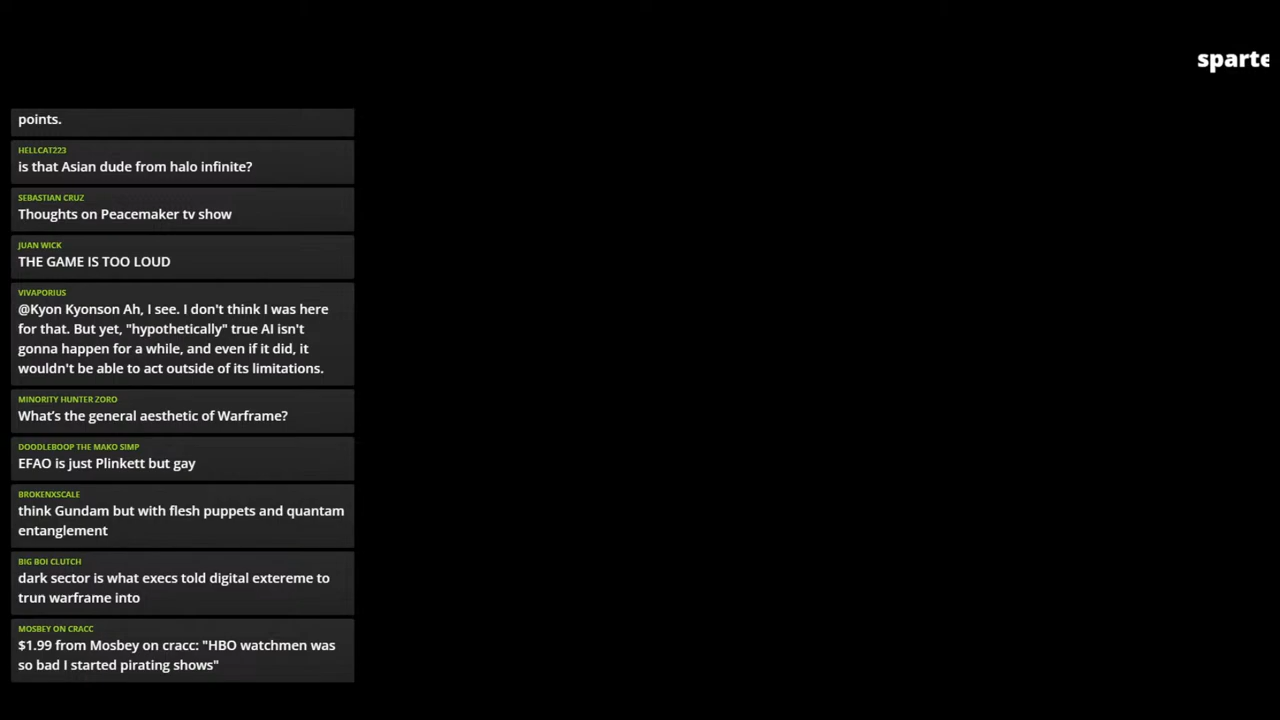 sparte
points.
HELLCAT223
is that Asian dude from halo infinite?
SEBASTIAN CRUZ
Thoughts on Peacemaker tv show
JUAN WICK
THE GAME IS TOO LOUD
VIVAPORIUS
@Kyon Kyonson Ah, I see. I don't think I was here
for that. But yet, "hypothetically" true AI isn't
gonna happen for a while, and even if it did, it
wouldn't be able to act outside of its limitations.
MINORITY HUNTER ZORO
What’s the general aesthetic of Warframe?
DOODLEBOOP THE MAKO SIMP
EFAO is just Plinkett but gay
BROKENXSCALE
think Gundam but with flesh puppets and quantam
entanglement
BIG BOI CLUTCH
dark sector is what execs told digital extereme to
trun warframe into
MOSBEY ON CRACC
$1.99 from Mosbey on cracc: "HBO watchmen was
so bad I started pirating shows"